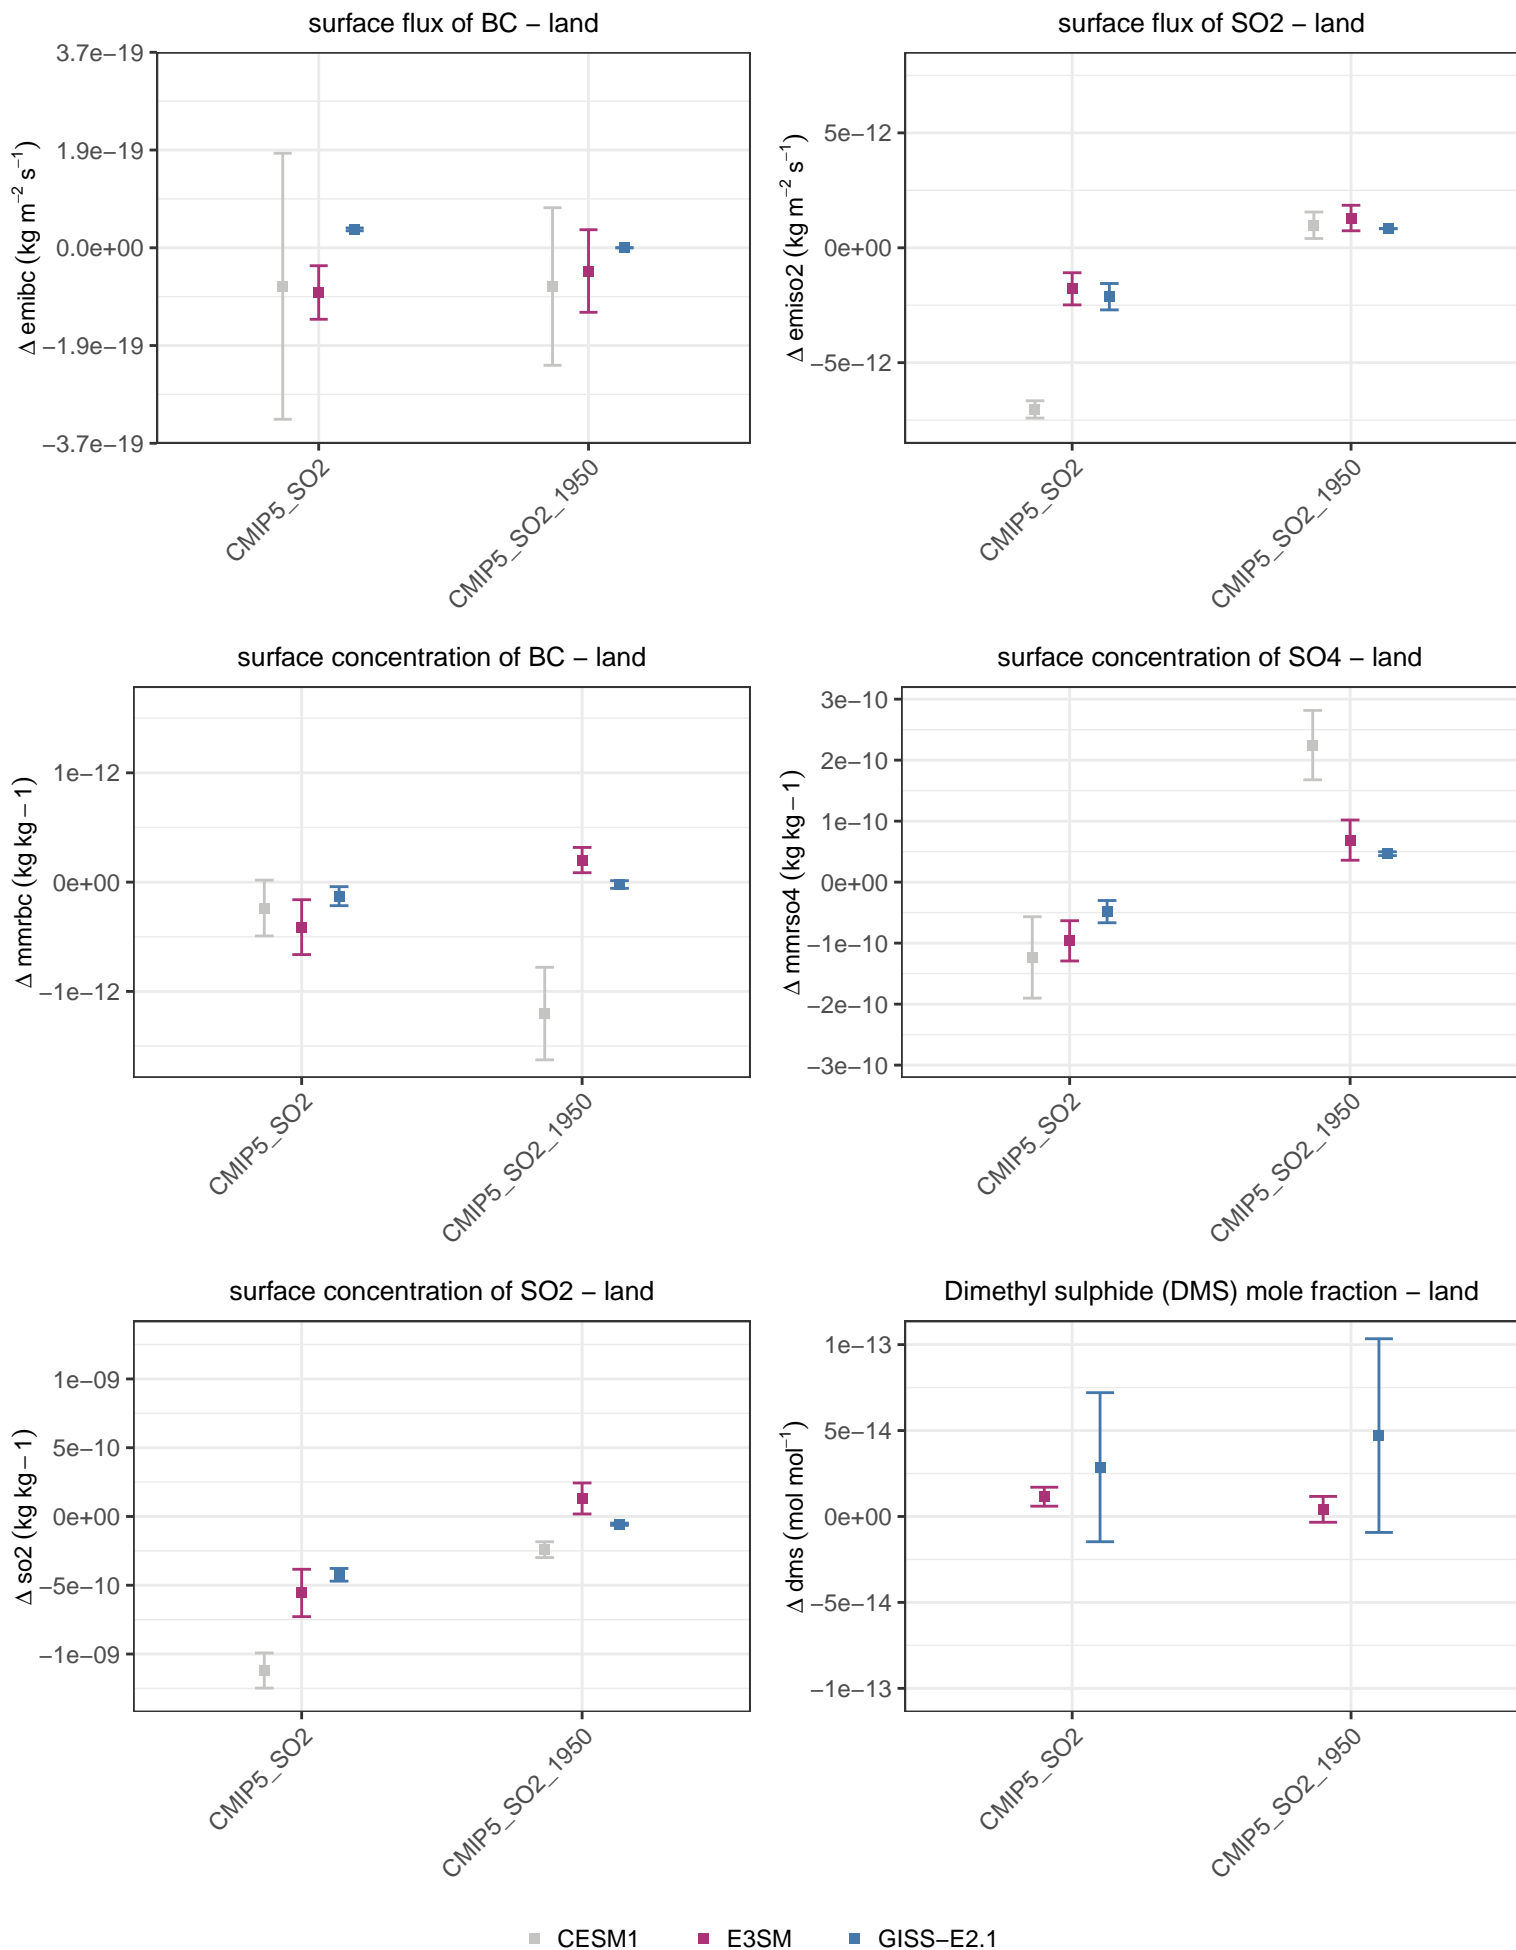 surface flux of BC − land
3.7e−19
1.9e−19
0.0e+00
−1.9e−19
−3.7e−19
Δ emibc (kg m⁻² s⁻¹)
CMIP5_SO2
CMIP5_SO2_1950
surface flux of SO2 − land
5e−12
0e+00
−5e−12
Δ emiso2 (kg m⁻² s⁻¹)
CMIP5_SO2
CMIP5_SO2_1950
surface concentration of BC − land
1e−12
0e+00
−1e−12
Δ mmrbc (kg kg − 1)
CMIP5_SO2
CMIP5_SO2_1950
surface concentration of SO4 − land
3e−10
2e−10
1e−10
0e+00
−1e−10
−2e−10
−3e−10
Δ mmrso4 (kg kg − 1)
CMIP5_SO2
CMIP5_SO2_1950
surface concentration of SO2 − land
1e−09
5e−10
0e+00
−5e−10
−1e−09
Δ so2 (kg kg − 1)
CMIP5_SO2
CMIP5_SO2_1950
Dimethyl sulphide (DMS) mole fraction − land
1e−13
5e−14
0e+00
−5e−14
−1e−13
Δ dms (mol mol⁻¹)
CMIP5_SO2
CMIP5_SO2_1950
CESM1 E3SM GISS−E2.1